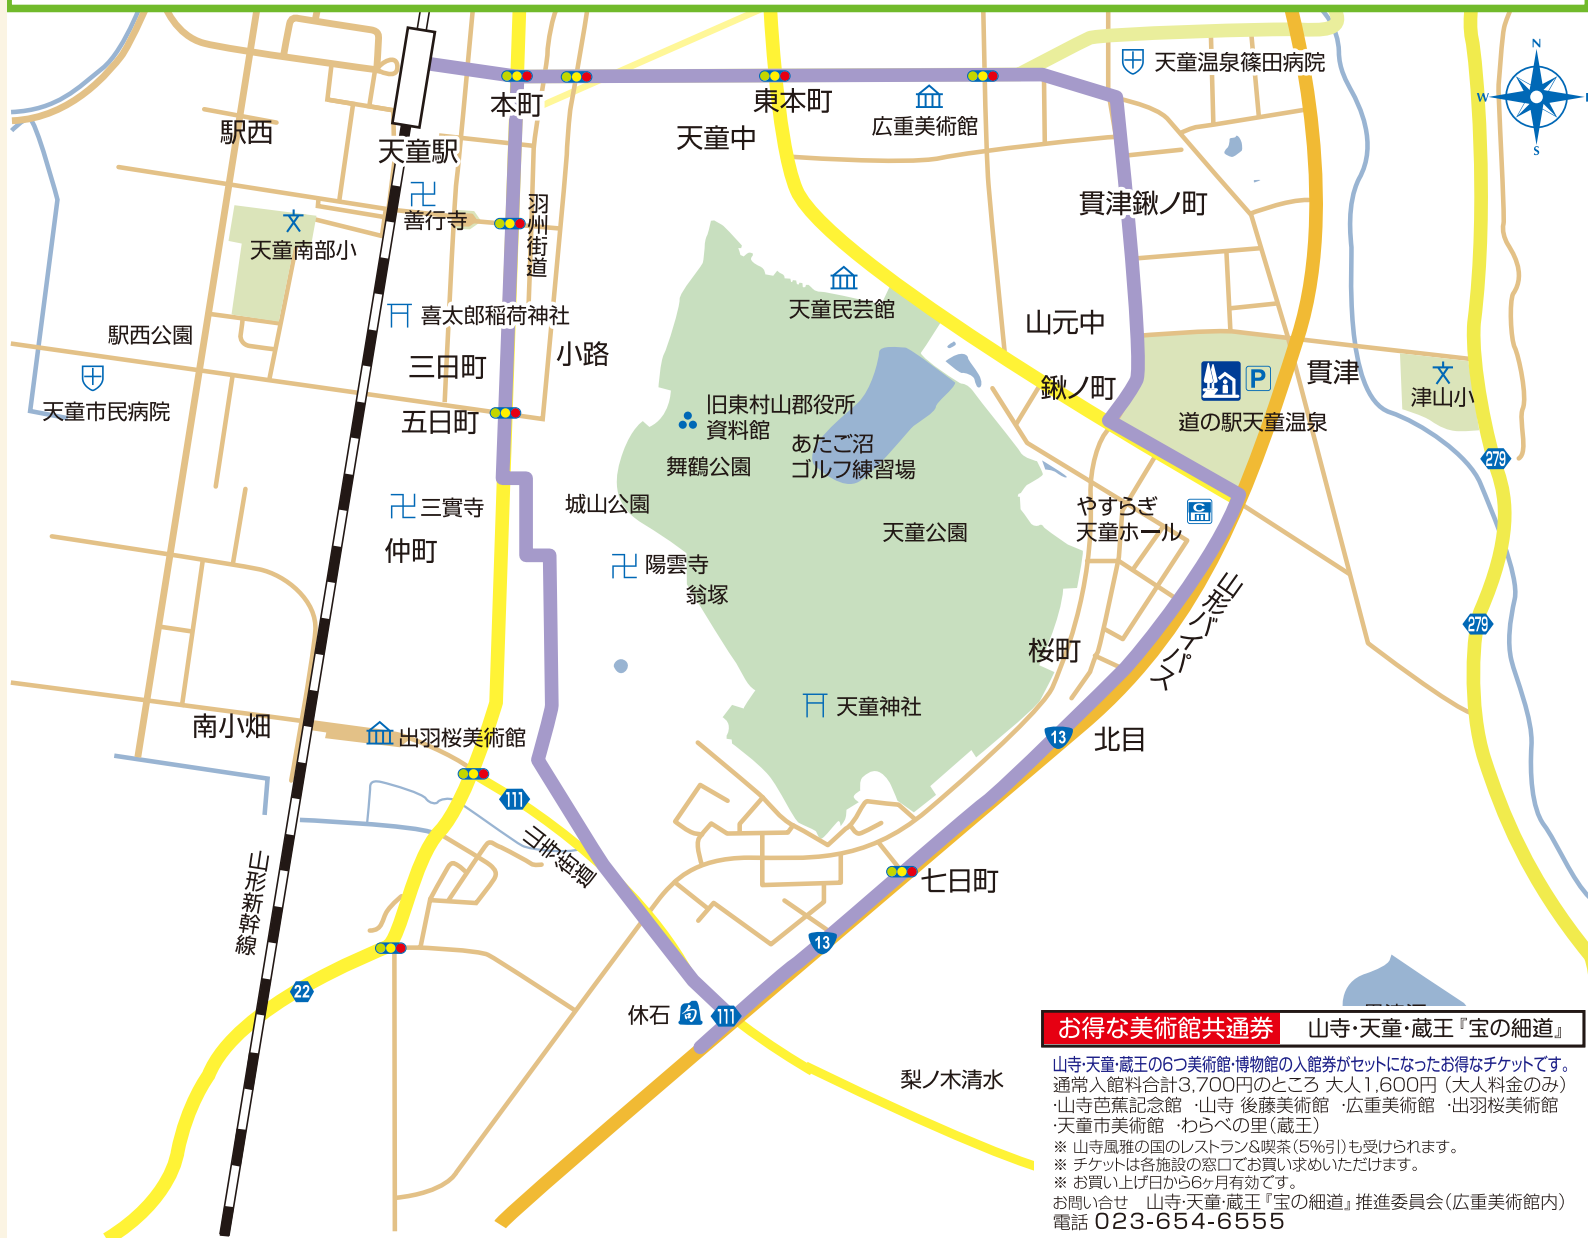 N
W
S
天童温泉篠田病院
本町
東本町
広重美術館
駅西
天童駅
天童中
善行寺
羽州街道
貫津鍬ノ町
天童南部小
天童民芸館
喜太郎稲荷神社
山元中
駅西公園
三日町
小路
鍬ノ町
P
貫津
天童市民病院
五日町
旧東村山郡役所
資料館
あたご沼
ゴルフ練習場
道の駅天童温泉
津山小
舞鶴公園
279
三寳寺
城山公園
天童公園
やすらぎ
天童ホール
仲町
陽雲寺
翁塚
山形バイパス
279
桜町
天童神社
南小畑
出羽桜美術館
13
北目
111
山寺街道
山形新幹線
七日町
13
22
休石
句
111
梨ノ木清水
お得な美術館共通券
山寺・天童・蔵王『宝の細道』
山寺・天童・蔵王の6つ美術館・博物館の入館券がセットになったお得なチケットです。
通常入館料合計3,700円のところ 大人1,600円（大人料金のみ）
・山寺芭蕉記念館 ・山寺 後藤美術館 ・広重美術館 ・出羽桜美術館
・天童市美術館 ・わらべの里（蔵王）
※ 山寺風雅の国のレストラン&喫茶（5%引）も受けられます。
※ チケットは各施設の窓口でお買い求めいただけます。
※ お買い上げ日から6ヶ月有効です。
お問い合せ 山寺・天童・蔵王『宝の細道』推進委員会（広重美術館内）
電話 023-654-6555